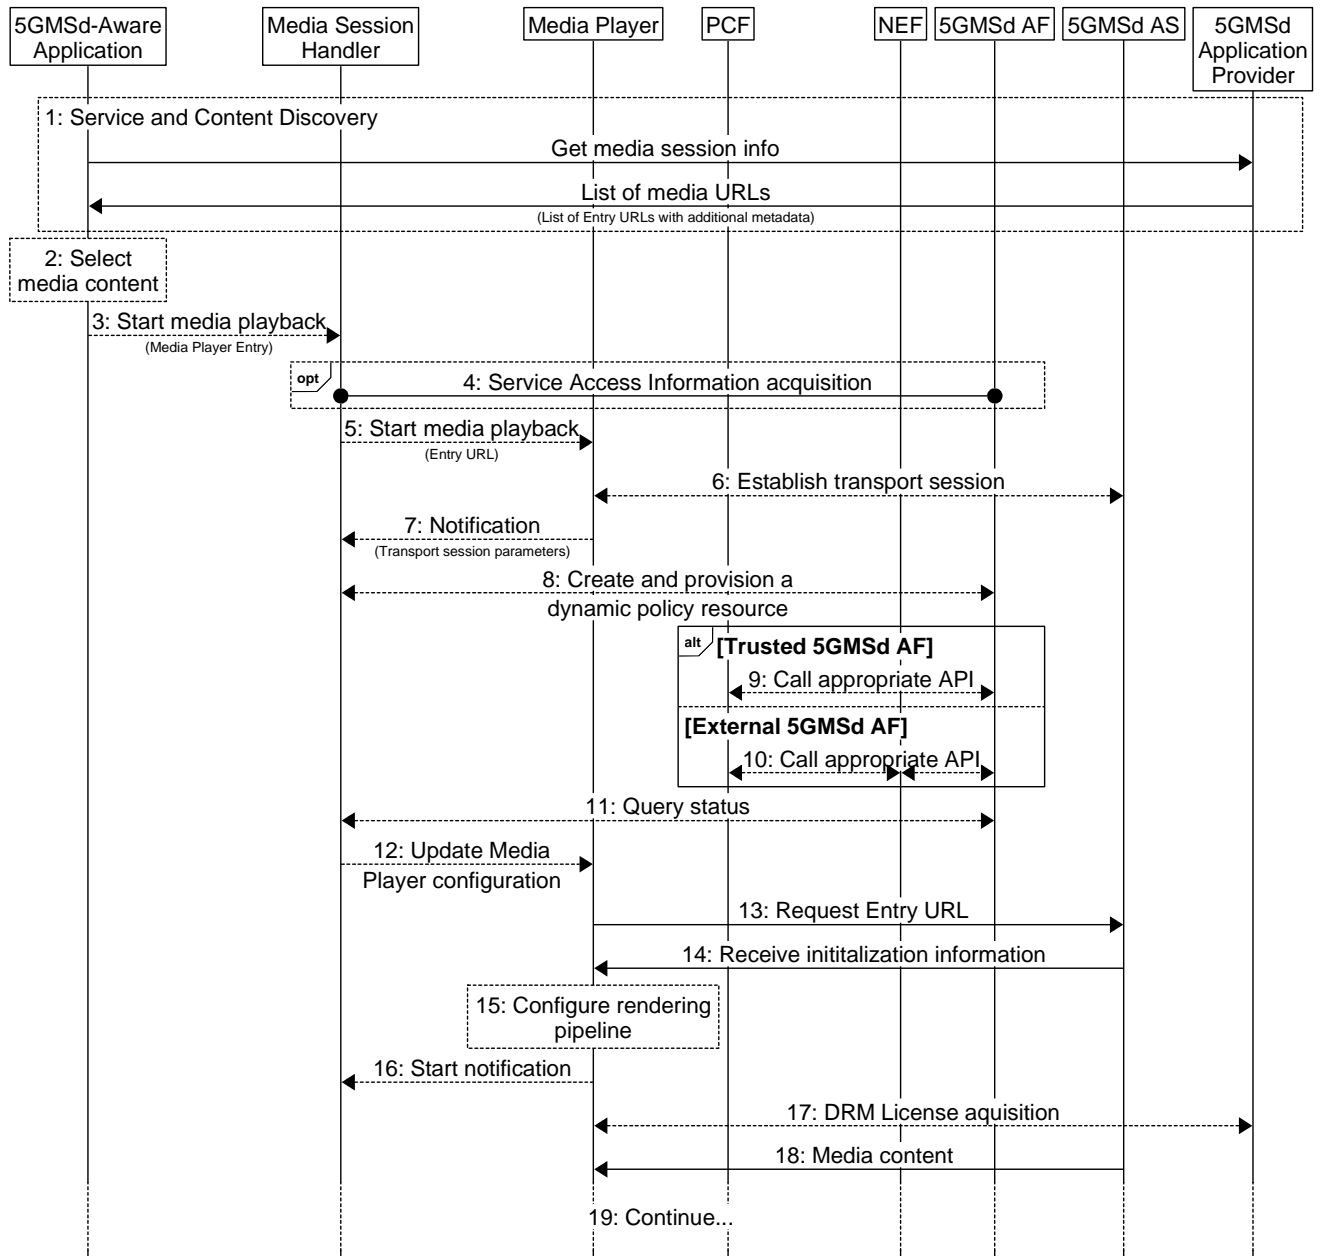 5GMSd-Aware
Application
Media Session
Handler
Media Player
PCF
NEF
5GMSd AF
5GMSd AS
5GMSd
Application
Provider
1: Service and Content Discovery
Get media session info
List of media URLs
(List of Entry URLs with additional metadata)
2: Select
media content
3: Start media playback
(Media Player Entry)
opt
4: Service Access Information acquisition
5: Start media playback
(Entry URL)
6: Establish transport session
7: Notification
(Transport session parameters)
8: Create and provision a
dynamic policy resource
alt
[Trusted 5GMSd AF]
9: Call appropriate API
[External 5GMSd AF]
10: Call appropriate API
11: Query status
12: Update Media
Player configuration
13: Request Entry URL
14: Receive inititalization information
15: Configure rendering
pipeline
16: Start notification
17: DRM License aquisition
18: Media content
19: Continue...